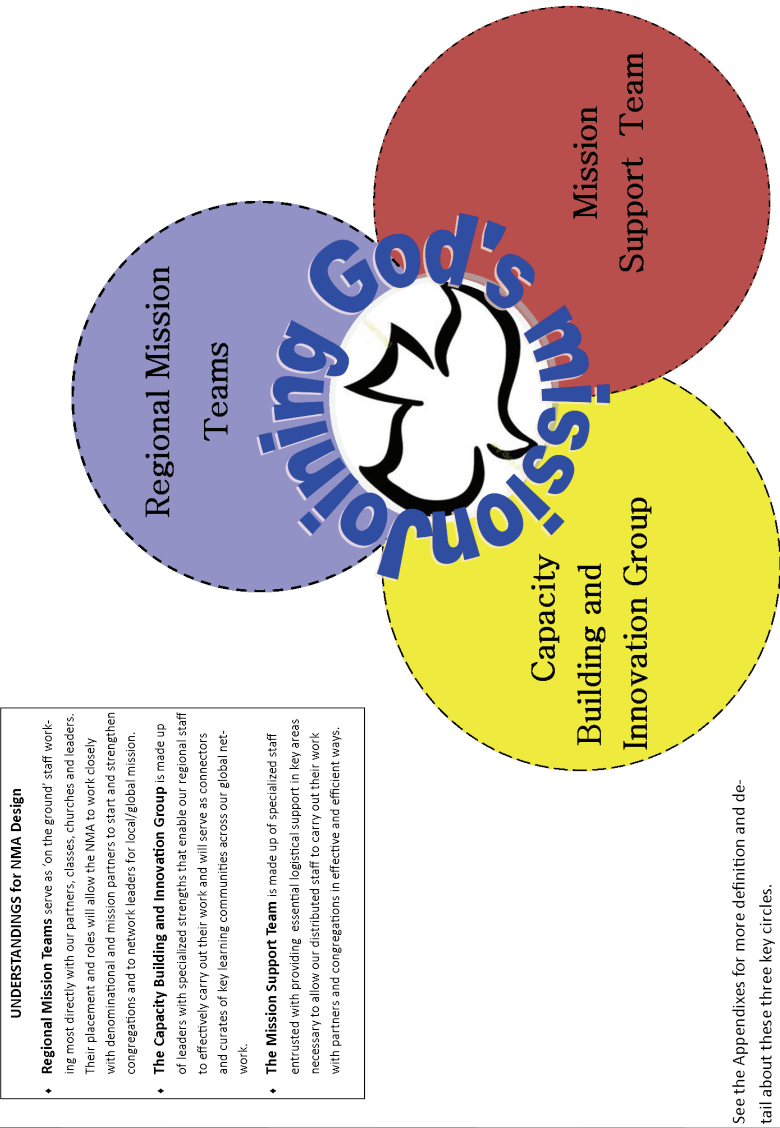 UNDERSTANDINGS for NMA Design
♦ Regional Mission Teams serve as 'on the ground' staff work-
ing most directly with our partners, classes, churches and leaders.
Their placement and roles will allow the NMA to work closely
with denominational and mission partners to start and strengthen
congregations and to network leaders for local/global mission.
♦ The Capacity Building and Innovation Group is made up
of leaders with specialized strengths that enable our regional staff
to effectively carry out their work and will serve as connectors
and curates of key learning communities across our global net-
work.
♦ The Mission Support Team is made up of specialized staff
entrusted with providing essential logistical support in key areas
necessary to allow our distributed staff to carry out their work
with partners and congregations in effective and efficient ways.
Regional Mission
Teams
Joining God's mission
Capacity
Building and
Innovation Group
Mission
Support Team
See the Appendixes for more definition and de-
tail about these three key circles.